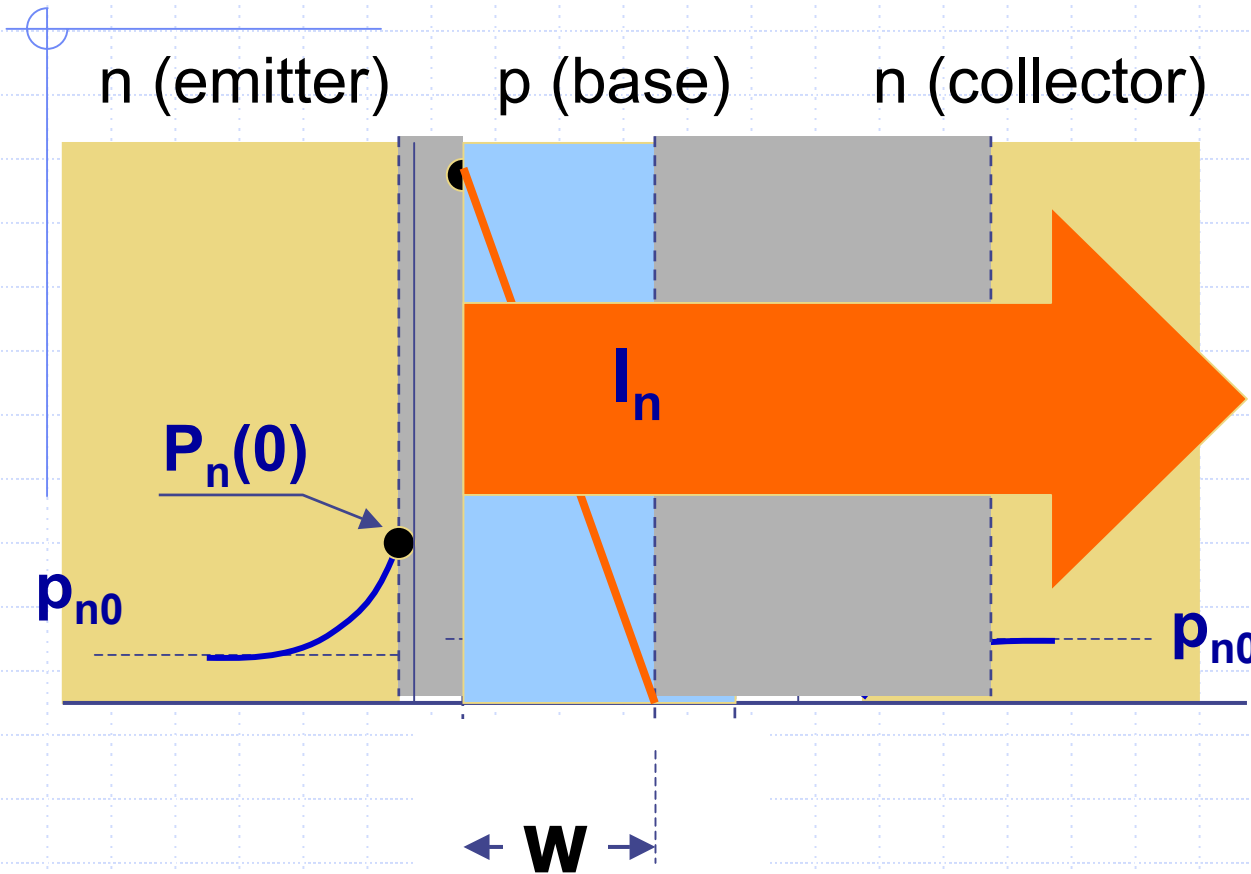 n (emitter) p (base) n (collector)
Iₙ
Pₙ(0)
pₙ₀
pₙ₀
W